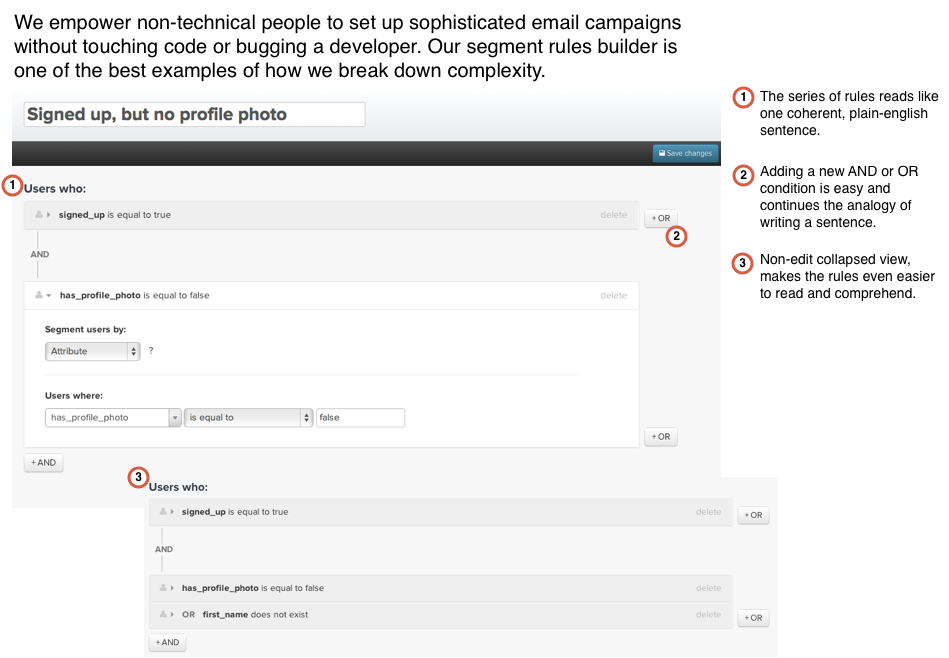 We empower non-technical people to set up sophisticated email campaigns
without touching code or bugging a developer. Our segment rules builder is
one of the best examples of how we break down complexity.
Signed up, but no profile photo
Save changes
1 Users who:
signed_up is equal to true delete + OR
2
AND
has_profile_photo is equal to false delete
Segment users by:
Attribute ?
Users where:
has_profile_photo is equal to false
+ OR
+ AND
3 Users who:
signed_up is equal to true delete + OR
AND
has_profile_photo is equal to false delete
OR first_name does not exist delete + OR
+ AND
1 The series of rules reads like
one coherent, plain-english
sentence.
2 Adding a new AND or OR
condition is easy and
continues the analogy of
writing a sentence.
3 Non-edit collapsed view,
makes the rules even easier
to read and comprehend.